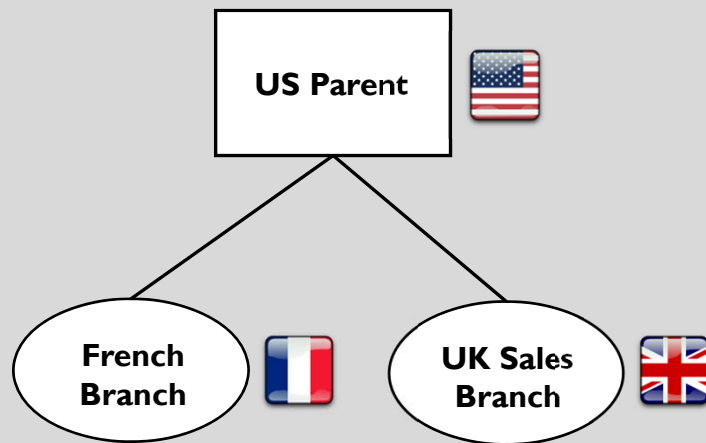 US Parent
French
Branch
UK Sales
Branch